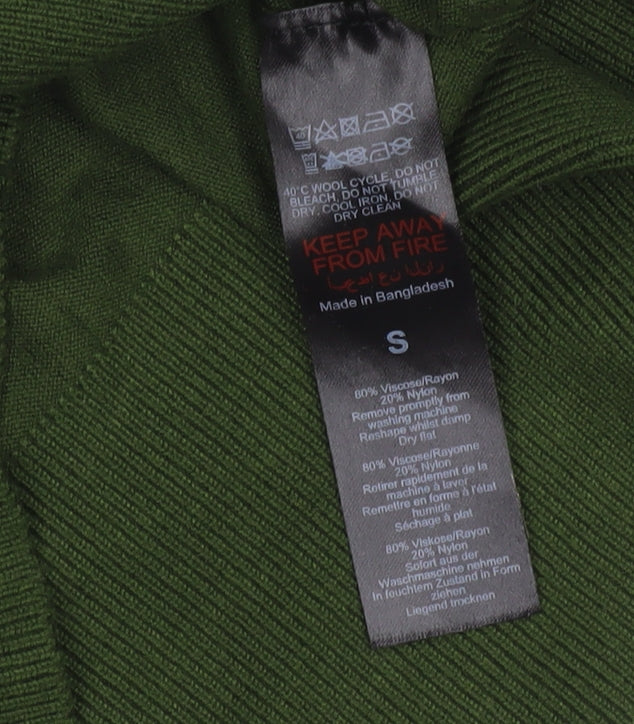 40°C WOOL CYCLE, DO NOT
BLEACH, DO NOT TUMPLE
DRY, COOL IRON, DO NOT
DRY CLEAN
KEEP AWAY
FROM FIRE
Made in Bangladesh
S
80% Viscose/Rayon
20% Nylon
Remove promptly from
washing machine
Reshape whilst damp
Dry flat
80% Viscose/Rayonne
20% Nylon
Retirer rapidement de la
machine à laver
Remettre en forme à l'étal
humide
Séchage à plat
80% Viskose/Rayon
20% Nylon
Sofort aus der
Waschmaschine nehmen
In feuchtem Zustand in Form
ziehen
Liegend trocknen